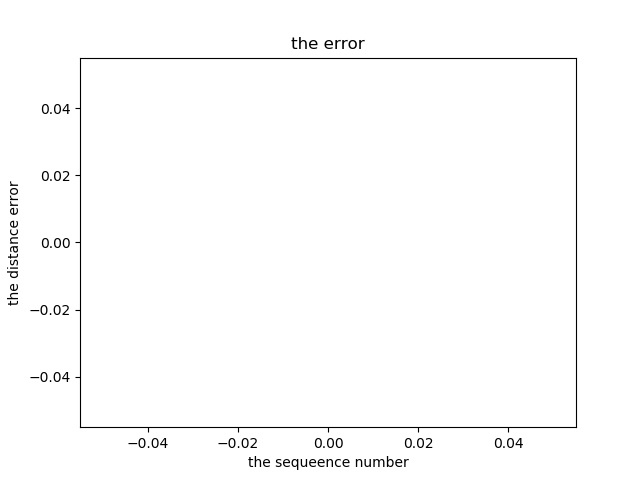 the error
0.04
0.02
0.00
−0.02
−0.04
the distance error
−0.04 −0.02 0.00 0.02 0.04
the sequeence number